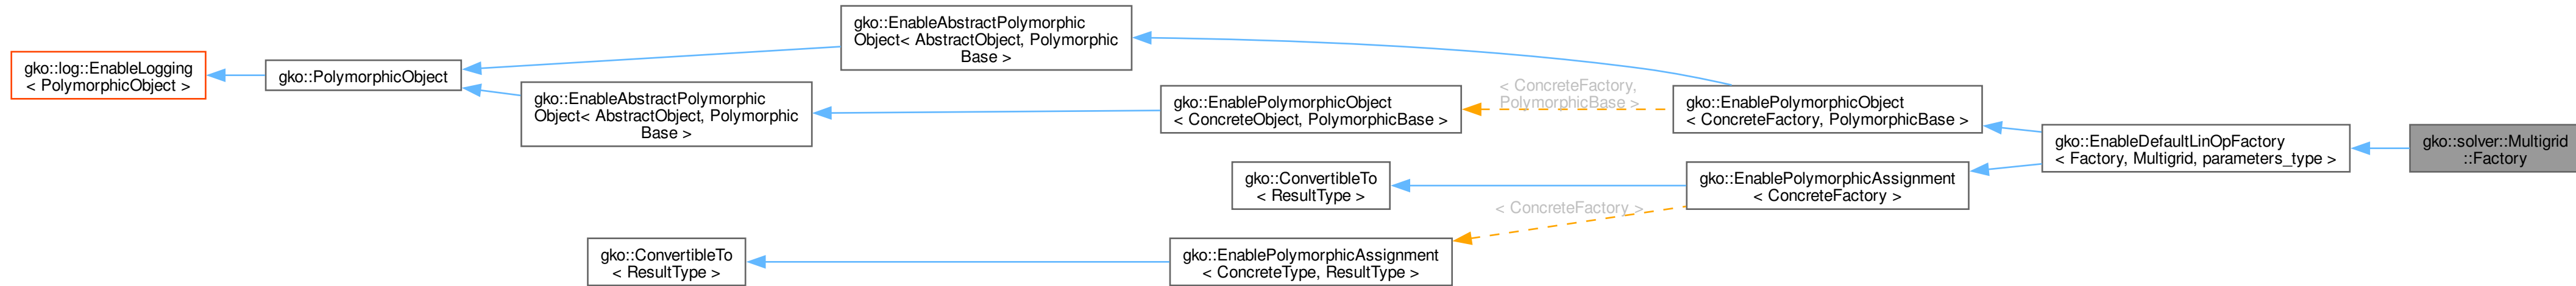 gko::EnableAbstractPolymorphic
Object< AbstractObject, Polymorphic
Base >
gko::log::EnableLogging
< PolymorphicObject >
gko::PolymorphicObject
gko::EnableAbstractPolymorphic
Object< AbstractObject, Polymorphic
Base >
gko::EnablePolymorphicObject
< ConcreteObject, PolymorphicBase >
< ConcreteFactory,
PolymorphicBase >
gko::EnablePolymorphicObject
< ConcreteFactory, PolymorphicBase >
gko::EnableDefaultLinOpFactory
< Factory, Multigrid, parameters_type >
gko::solver::Multigrid
::Factory
gko::ConvertibleTo
< ResultType >
gko::EnablePolymorphicAssignment
< ConcreteFactory >
< ConcreteFactory >
gko::ConvertibleTo
< ResultType >
gko::EnablePolymorphicAssignment
< ConcreteType, ResultType >